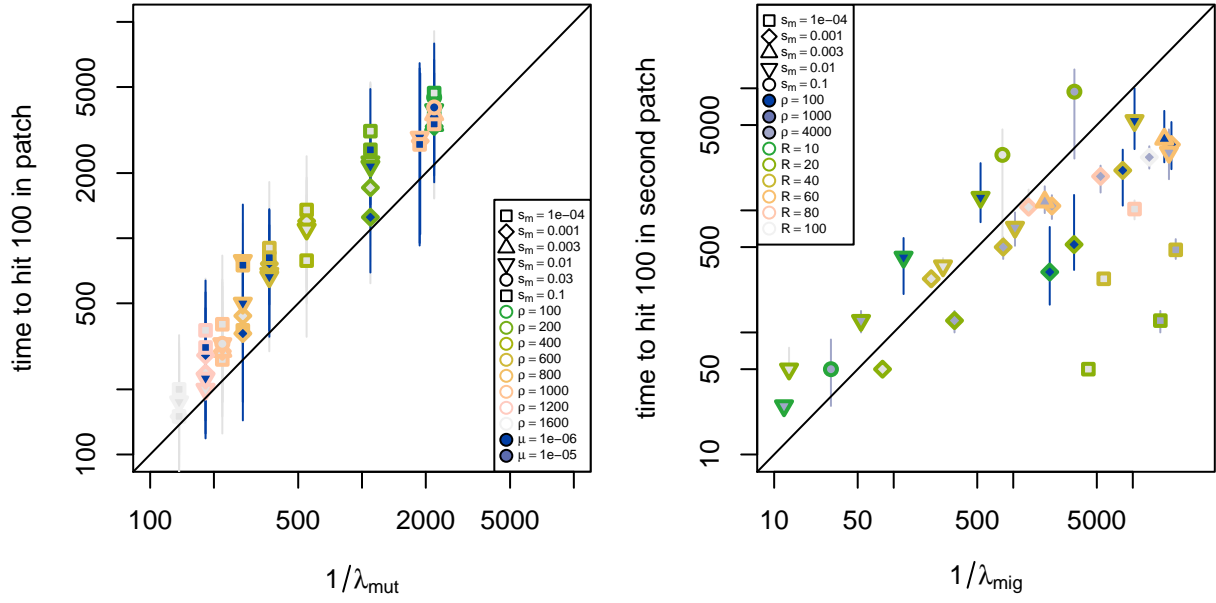 time to hit 100 in patch
5000
2000
500
100
100
500
2000
5000
1/λmut
sm = 1e−04
sm = 0.001
sm = 0.003
sm = 0.01
sm = 0.03
sm = 0.1
ρ = 100
ρ = 200
ρ = 400
ρ = 600
ρ = 800
ρ = 1000
ρ = 1200
ρ = 1600
μ = 1e−06
μ = 1e−05
time to hit 100 in second patch
5000
500
50
10
10
50
500
5000
1/λmig
sm = 1e−04
sm = 0.001
sm = 0.003
sm = 0.01
sm = 0.1
ρ = 100
ρ = 1000
ρ = 4000
R = 10
R = 20
R = 40
R = 60
R = 80
R = 100